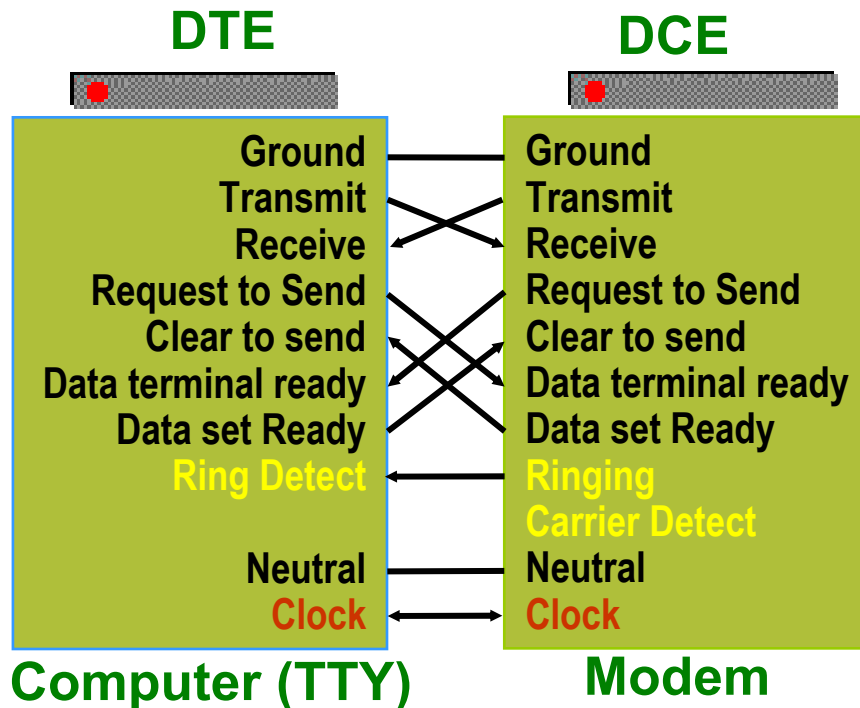 DTE
DCE
Ground
Transmit
Receive
Request to Send
Clear to send
Data terminal ready
Data set Ready
Ring Detect
Neutral
Clock
Ground
Transmit
Receive
Request to Send
Clear to send
Data terminal ready
Data set Ready
Ringing
Carrier Detect
Neutral
Clock
Computer (TTY)
Modem